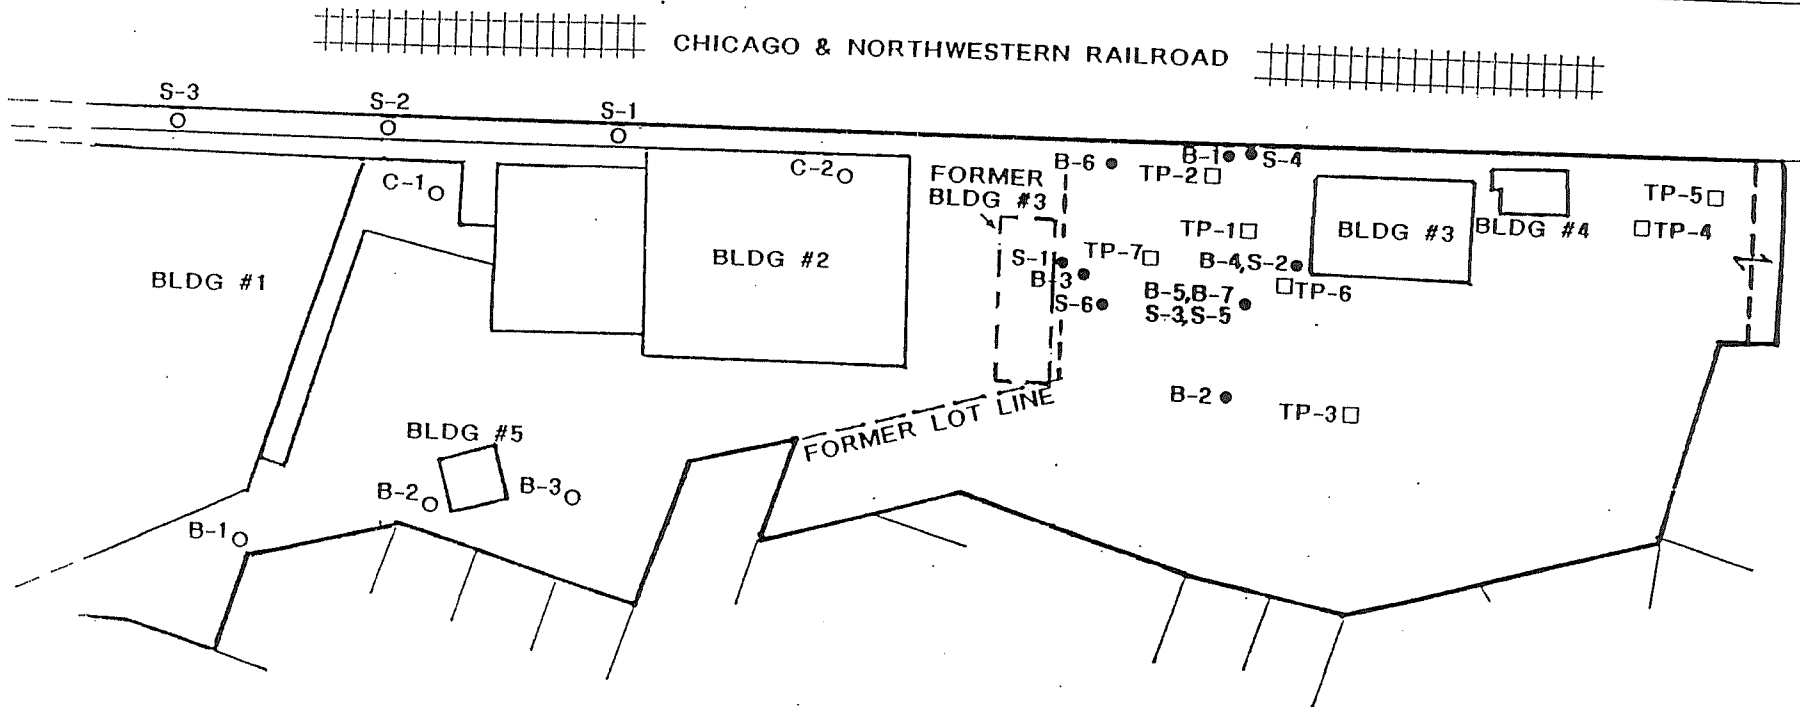 CHICAGO & NORTHWESTERN RAILROAD
S-3
S-2
S-1
C-1
C-2
FORMER
BLDG #3
B-6
B-1
S-4
TP-2
TP-5
TP-1
BLDG #3
BLDG #4
TP-4
BLDG #1
BLDG #2
S-1
TP-7
B-4,S-2
B-3
TP-6
S-6
B-5,B-7
S-3,S-5
B-2
TP-3
FORMER LOT LINE
BLDG #5
B-2
B-3
B-1